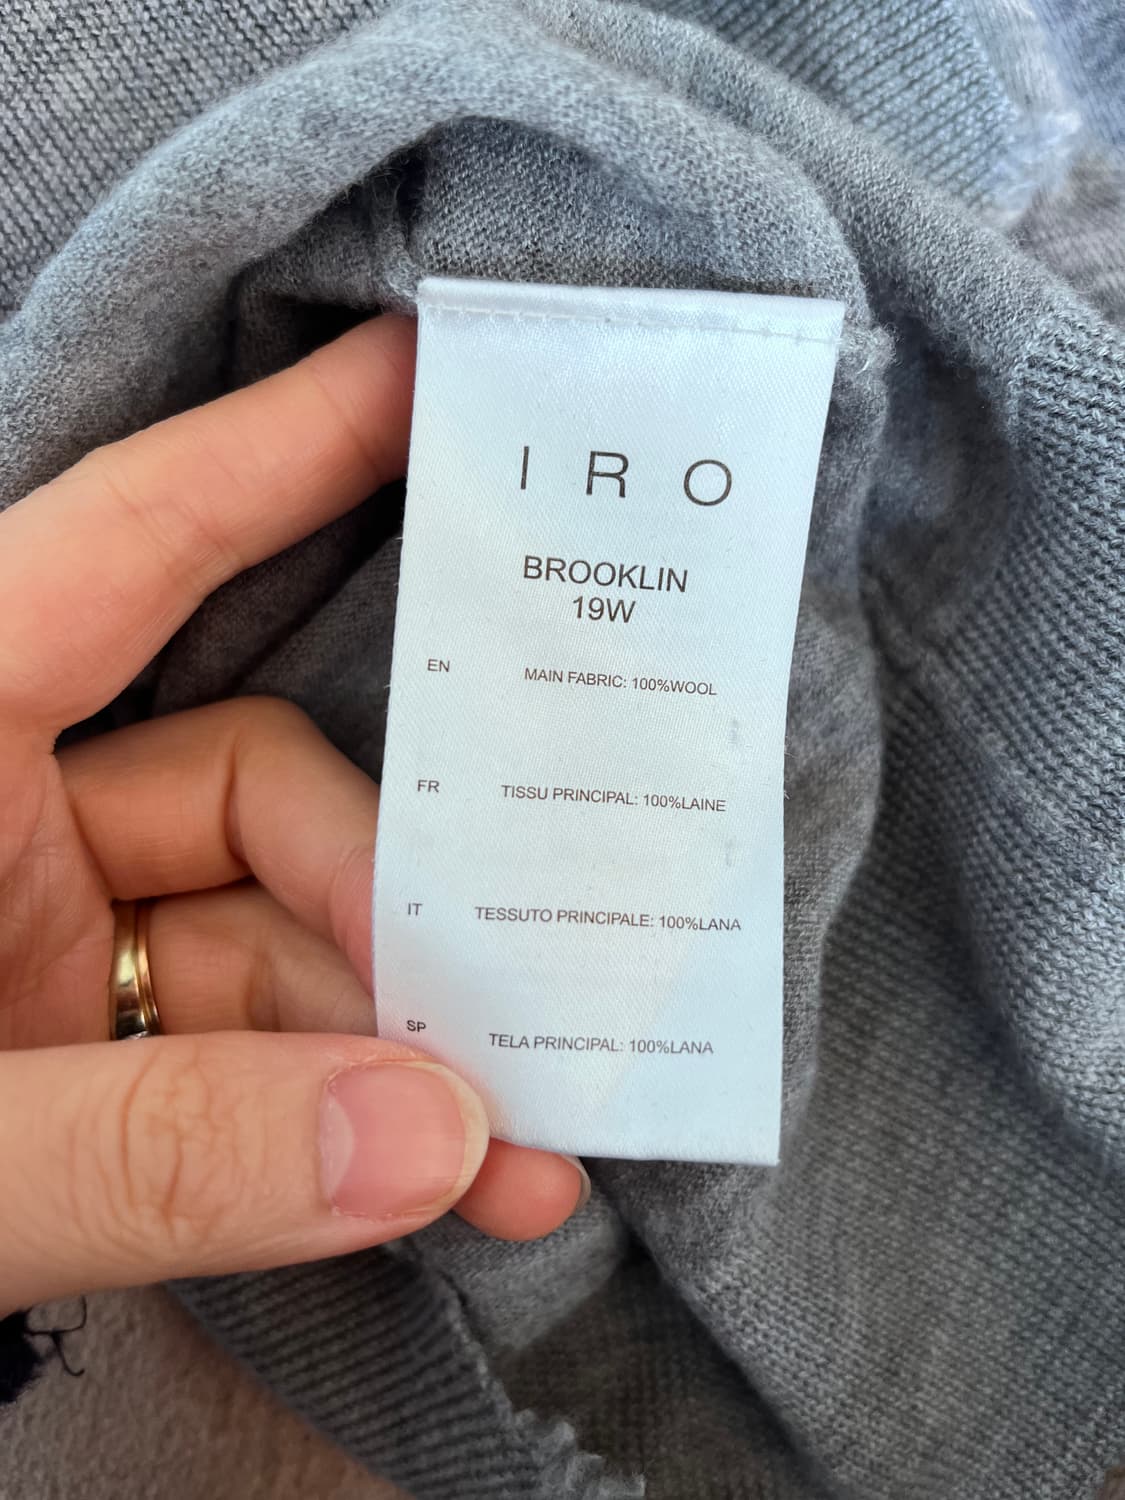 IRO
BROOKLIN
19W
EN MAIN FABRIC: 100%WOOL
FR TISSU PRINCIPAL: 100%LAINE
IT TESSUTO PRINCIPALE: 100%LANA
SP TELA PRINCIPAL: 100%LANA